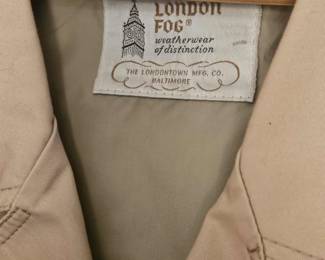 LONDON
FOG®
weatherwear
of distinction
THE LONDONTOWN MFG. CO.
BALTIMORE